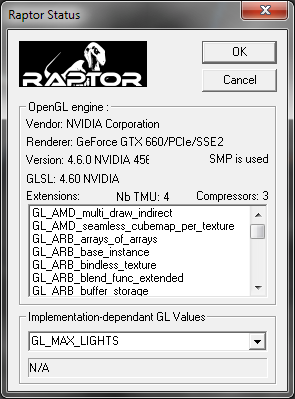 Raptor Status
RAPTOR
OK
Cancel
OpenGL engine :
Vendor: NVIDIA Corporation
Renderer: GeForce GTX 660/PCIe/SSE2
Version: 4.6.0 NVIDIA 456
SMP is used
GLSL: 4.60 NVIDIA
Extensions: Nb TMU: 4 Compressors: 3
GL_AMD_multi_draw_indirect
GL_AMD_seamless_cubemap_per_texture
GL_ARB_arrays_of_arrays
GL_ARB_base_instance
GL_ARB_bindless_texture
GL_ARB_blend_func_extended
GL_ARB_buffer_storage
Implementation-dependant GL Values
GL_MAX_LIGHTS
N/A